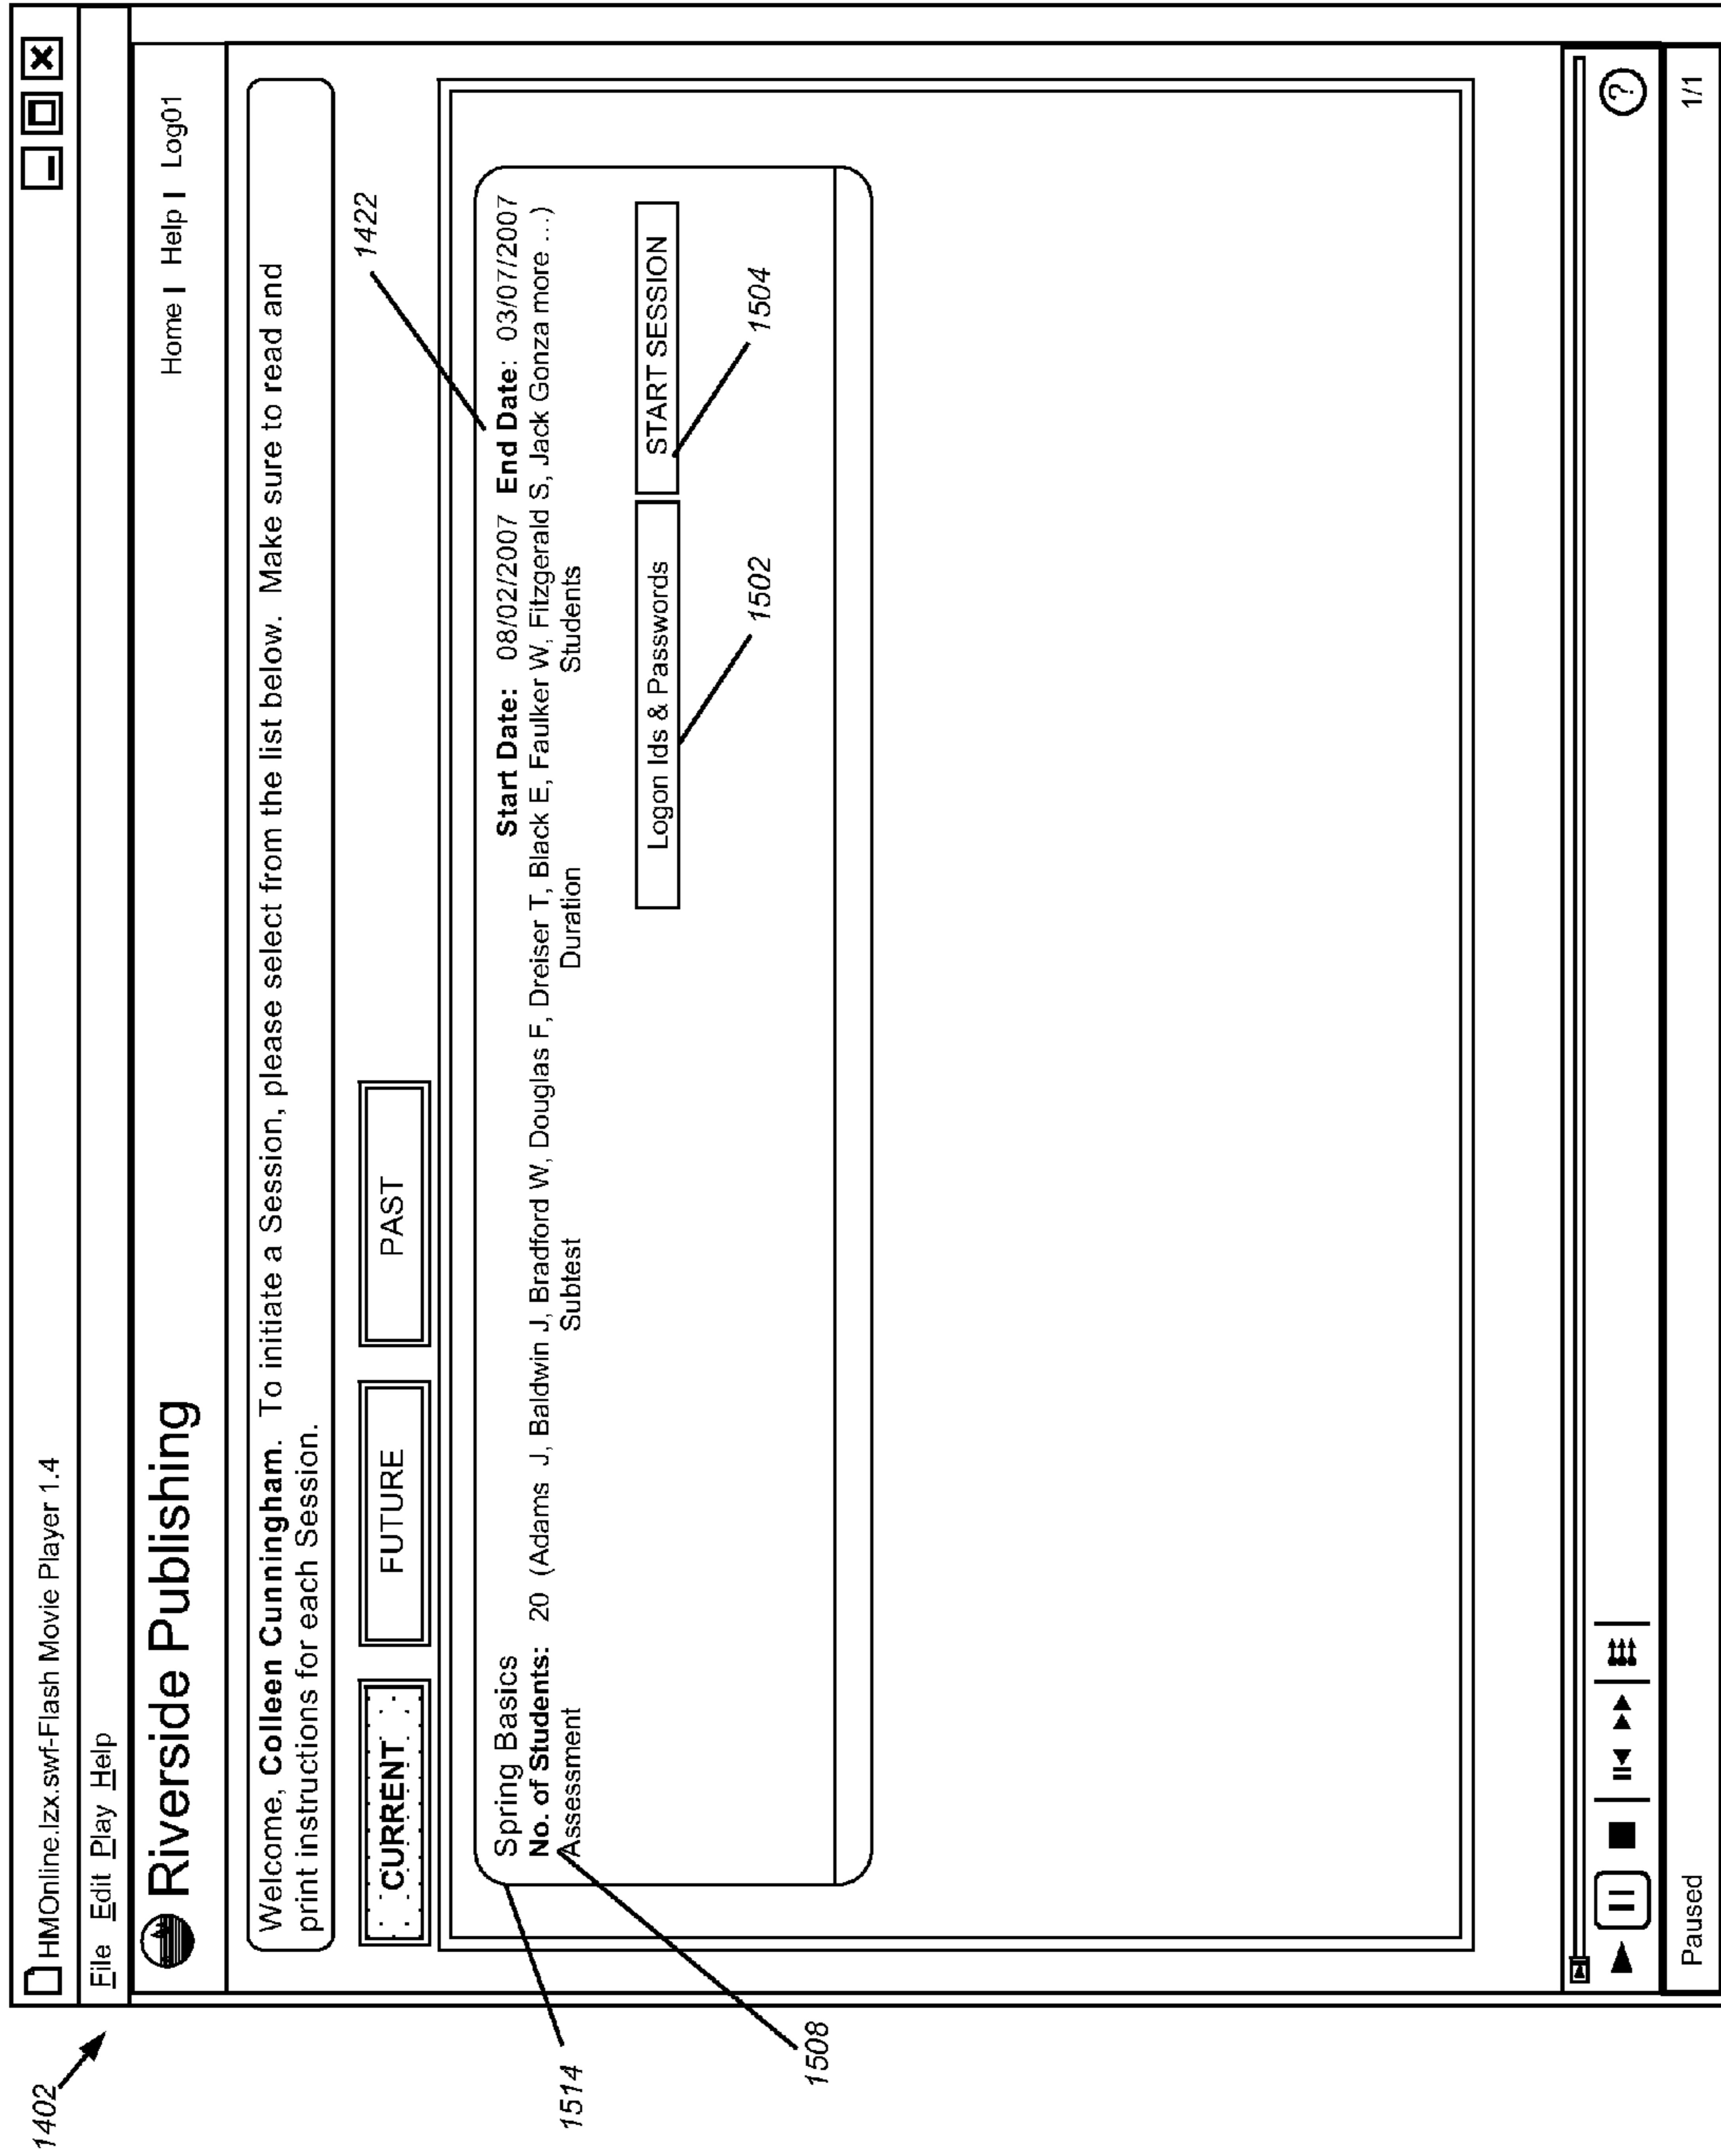 1402
HMOnline.lzx.swf-Flash Movie Player 1.4
File Edit Play Help
Riverside Publishing
Home | Help | Log01
Welcome, Colleen Cunningham. To initiate a Session, please select from the list below. Make sure to read and
print instructions for each Session.
CURRENT FUTURE PAST
1422
Spring Basics Start Date: 08/02/2007 End Date: 03/07/2007
No. of Students: 20 (Adams J, Baldwin J, Bradford W, Douglas F, Dreiser T, Black E, Faulker W, Fitzgerald S, Jack Gonza more ...)
Assessment Subtest Duration Students
1514
Logon Ids & Passwords START SESSION
1502 1504
1508
Paused 1/1